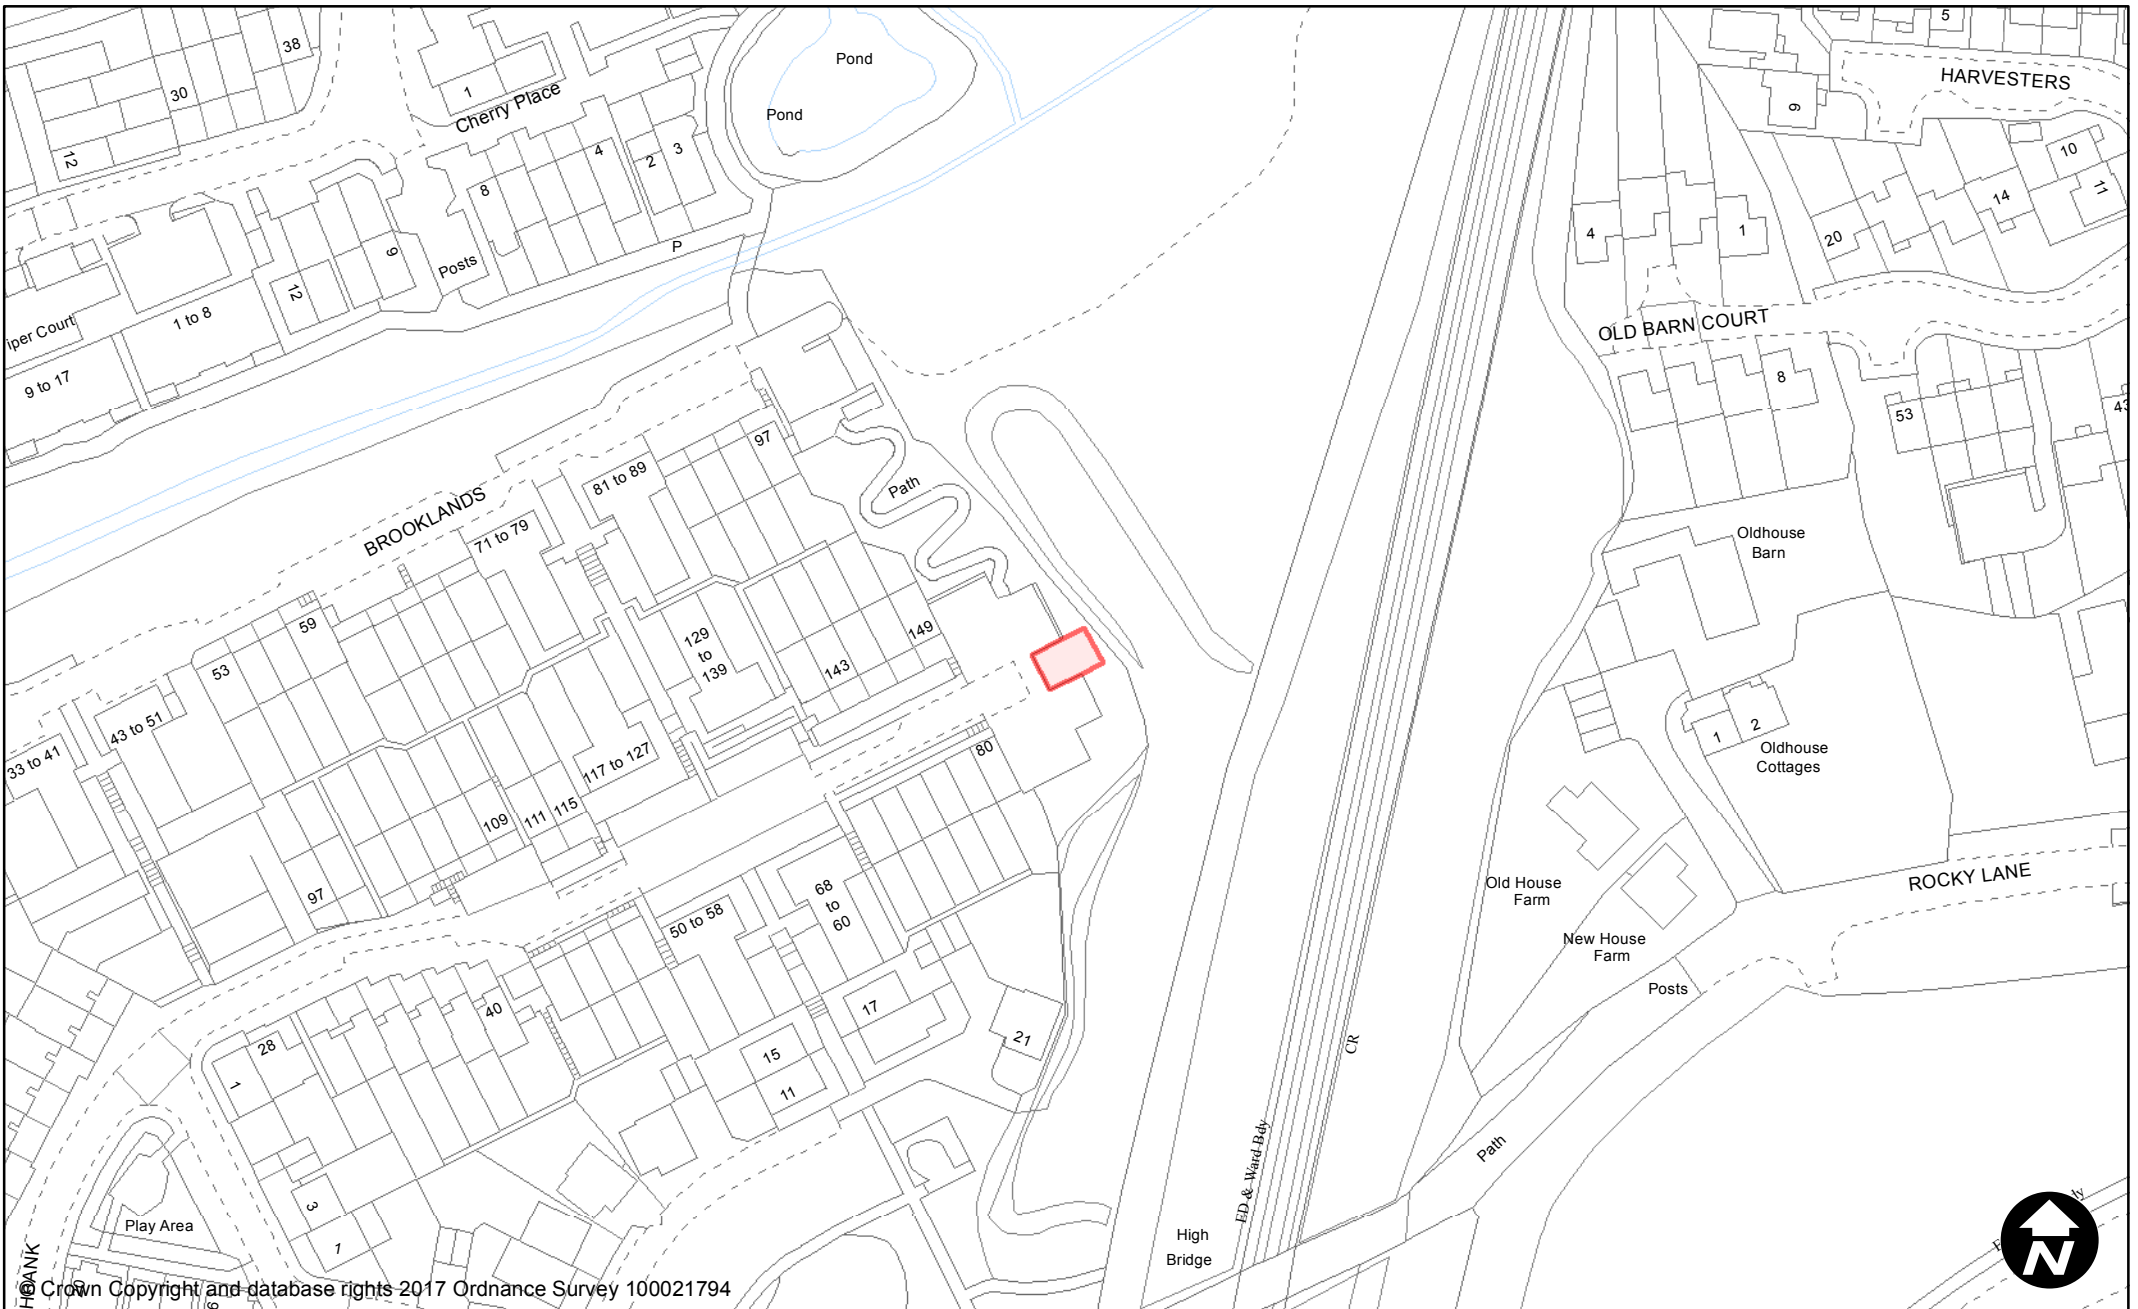 38
30
12
1
Cherry Place
Pond
Pond
5
HARVESTERS
6
10
11
14
20
8
4
2
3
P
9
Posts
12
1 to 8
iper Court
9 to 17
4
1
OLD BARN COURT
8
53
43
97
81 to 89
Path
BROOKLANDS
71 to 79
59
53
43 to 51
33 to 41
129
to
139
143
149
117 to 127
80
109
111
115
97
68
to
60
50 to 58
40
28
1
17
15
11
21
3
1
Play Area
Oldhouse
Barn
1
2
Oldhouse
Cottages
Old House
Farm
New House
Farm
ROCKY LANE
Posts
CR
ED & Ward Bdy
Path
High
Bridge
N
© Crown Copyright and database rights 2017 Ordnance Survey 100021794